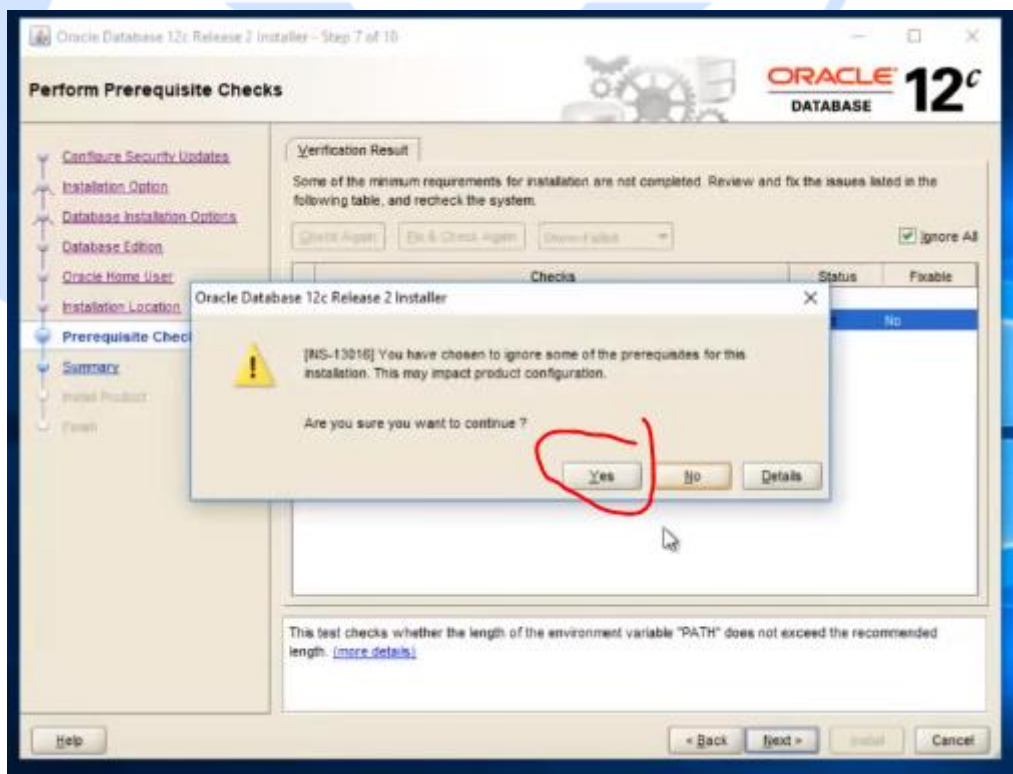 Oracle Database 12c Release 2 Installer - Step 7 of 10
Perform Prerequisite Checks
ORACLE
DATABASE
12c
Configure Security Updates
Installation Option
Database Installation Options
Database Edition
Oracle Home User
Installation Location
Prerequisite Chec
Summary
Install Product
Finish
Verification Result
Some of the minimum requirements for installation are not completed. Review and fix the issues listed in the
following table, and recheck the system.
Check Again
Fix & Check Again
Show Failed
Ignore All
Checks
Status
Fixable
No
Oracle Database 12c Release 2 Installer
[INS-13016] You have chosen to ignore some of the prerequisites for this
installation. This may impact product configuration.
Are you sure you want to continue ?
Yes
No
Details
This test checks whether the length of the environment variable "PATH" does not exceed the recommended
length. (more details)
Help
< Back
Next >
Install
Cancel